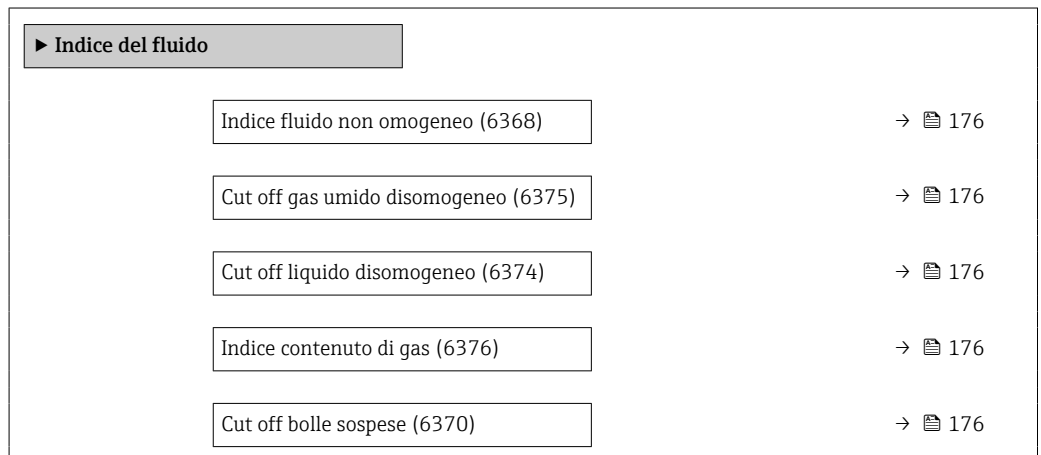 ▶ Indice del fluido
Indice fluido non omogeneo (6368) → 176
Cut off gas umido disomogeneo (6375) → 176
Cut off liquido disomogeneo (6374) → 176
Indice contenuto di gas (6376) → 176
Cut off bolle sospese (6370) → 176